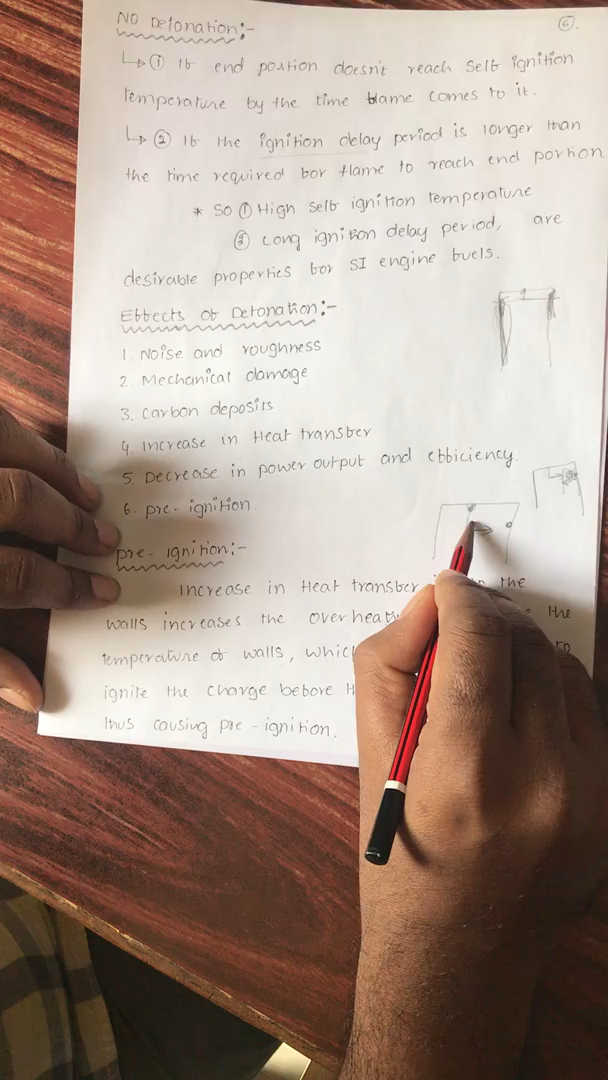 NO Detonation:-
6.
↳ ① If end portion doesn't reach self ignition
temperature by the time flame comes to it.
↳ ② If the ignition delay period is longer than
the time required for flame to reach end portion
* SO ① High self ignition temperature
② Long ignition delay period, are
desirable properties for SI engine fuels.
Effects of Detonation:-
1. Noise and roughness
2. Mechanical damage
3. Carbon deposits
4. Increase in Heat transfer
5. Decrease in power output and efficiency.
6. pre-ignition
pre-ignition:-
Increase in Heat transfer the
walls increases the the
temperature of walls,
ignite the charge before
thus causing pre-ignition.